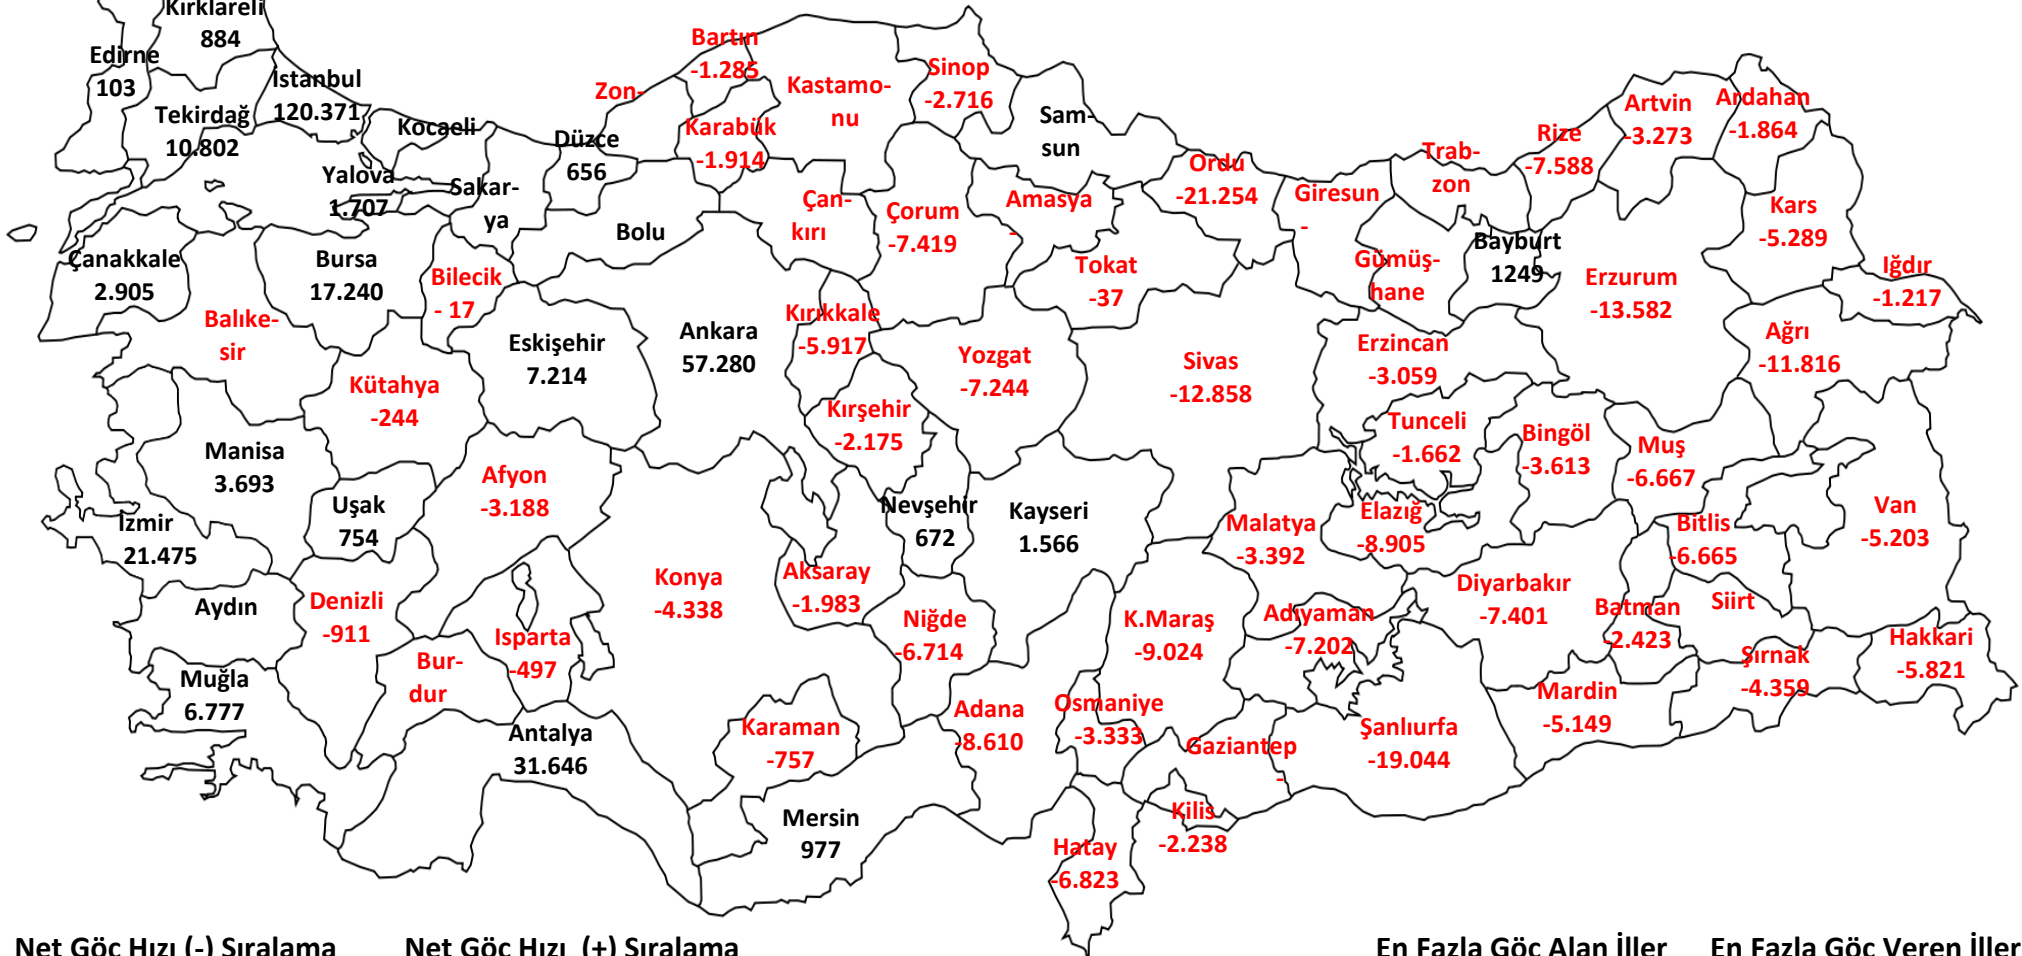 Kırklareli
884
Edirne
103
İstanbul
120.371
Tekirdağ
10.802
Kocaeli
Yalova
1.707
Sakar-
ya
Düzce
656
Zon-
Bartın
-1.285
Karabük
-1.914
Kastamo-
nu
Sinop
-2.716
Sam-
sun
Ordu
-21.254
Giresun
-
Trab-
zon
Rize
-7.588
Artvin
-3.273
Ardahan
-1.864
Kars
-5.289
Iğdır
-1.217
Ağrı
-11.816
Erzurum
-13.582
Bayburt
1249
Gümüş-
hane
Amasya
-
Tokat
-37
Çorum
-7.419
Çan-
kırı
Bolu
Çanakkale
2.905
Balıke-
sir
Bursa
17.240
Bilecik
- 17
Eskişehir
7.214
Ankara
57.280
Kırıkkale
-5.917
Yozgat
-7.244
Sivas
-12.858
Erzincan
-3.059
Tunceli
-1.662
Bingöl
-3.613
Muş
-6.667
Kütahya
-244
Kırşehir
-2.175
Manisa
3.693
Uşak
754
Afyon
-3.188
İzmir
21.475
Nevşehir
672
Kayseri
1.566
Malatya
-3.392
Elazığ
-8.905
Bitlis
-6.665
Van
-5.203
Aydın
Denizli
-911
Konya
-4.338
Aksaray
-1.983
Niğde
-6.714
K.Maraş
-9.024
Adıyaman
-7.202
Diyarbakır
-7.401
Batman
-2.423
Siirt
Şırnak
-4.359
Hakkari
-5.821
Muğla
6.777
Bur-
dur
Isparta
-497
Antalya
31.646
Karaman
-757
Mersin
977
Adana
-8.610
Osmaniye
-3.333
Gaziantep
-
Şanlıurfa
-19.044
Mardin
-5.149
Kilis
-2.238
Hatay
-6.823
Net Göç Hızı (-) Sıralama
Net Göç Hızı (+) Sıralama
En Fazla Göç Alan İller
En Fazla Göç Veren İller